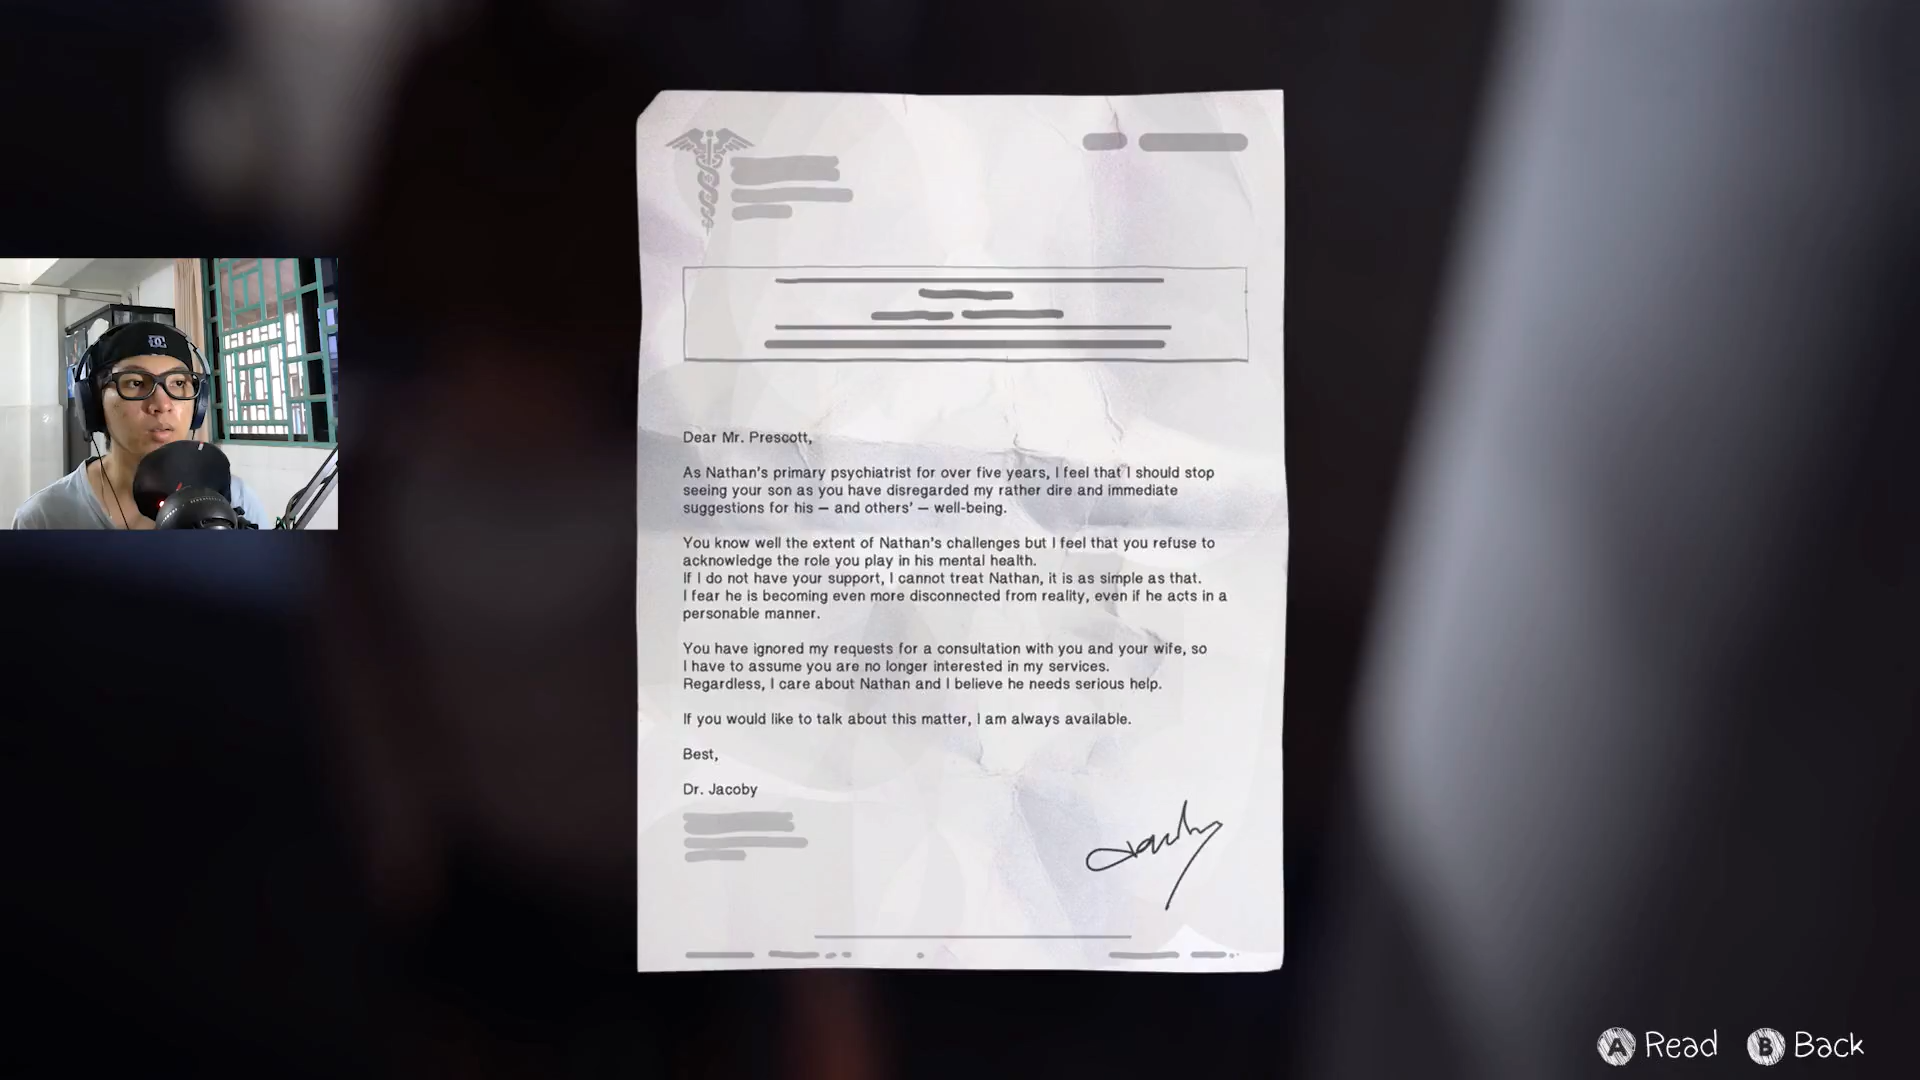 Dear Mr. Prescott,
As Nathan's primary psychiatrist for over five years, I feel that I should stop
seeing your son as you have disregarded my rather dire and immediate
suggestions for his – and others' – well-being.
You know well the extent of Nathan's challenges but I feel that you refuse to
acknowledge the role you play in his mental health.
If I do not have your support, I cannot treat Nathan, it is as simple as that.
I fear he is becoming even more disconnected from reality, even if he acts in a
personable manner.
You have ignored my requests for a consultation with you and your wife, so
I have to assume you are no longer interested in my services.
Regardless, I care about Nathan and I believe he needs serious help.
If you would like to talk about this matter, I am always available.
Best,
Dr. Jacoby
A Read B Back